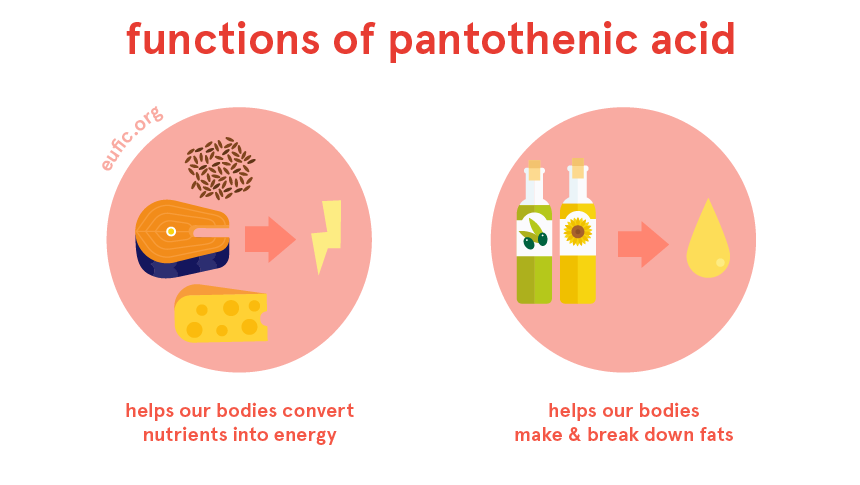 functions of pantothenic acid
eufic.org
helps our bodies convert
nutrients into energy
helps our bodies
make & break down fats